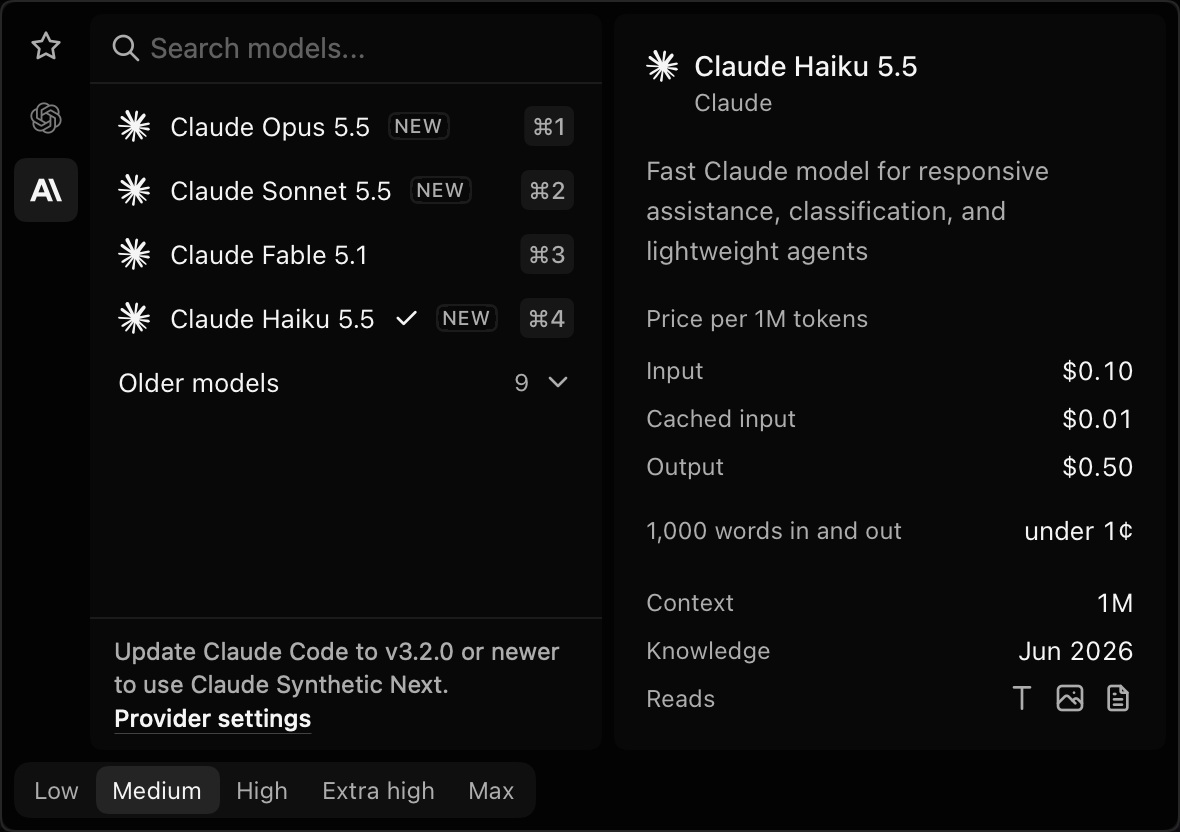 Search models...
Claude Opus 5.5 NEW ⌘1
Claude Sonnet 5.5 NEW ⌘2
Claude Fable 5.1 ⌘3
Claude Haiku 5.5 NEW ⌘4
Older models 9
Update Claude Code to v3.2.0 or newer
to use Claude Synthetic Next.
Provider settings
Claude Haiku 5.5
Claude
Fast Claude model for responsive
assistance, classification, and
lightweight agents
Price per 1M tokens
Input $0.10
Cached input $0.01
Output $0.50
1,000 words in and out under 1¢
Context 1M
Knowledge Jun 2026
Reads
Low Medium High Extra high Max